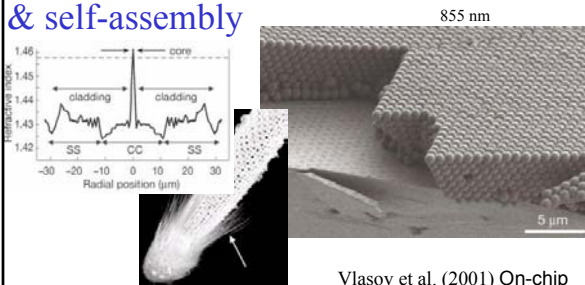 & self-assembly
855 nm
1.46
1.45
1.44
1.43
1.42
Refractive index
core
cladding
cladding
SS
CC
SS
-30
-20
-10
0
10
20
30
Radial position (μm)
5 μm
Vlasov et al. (2001) On-chip